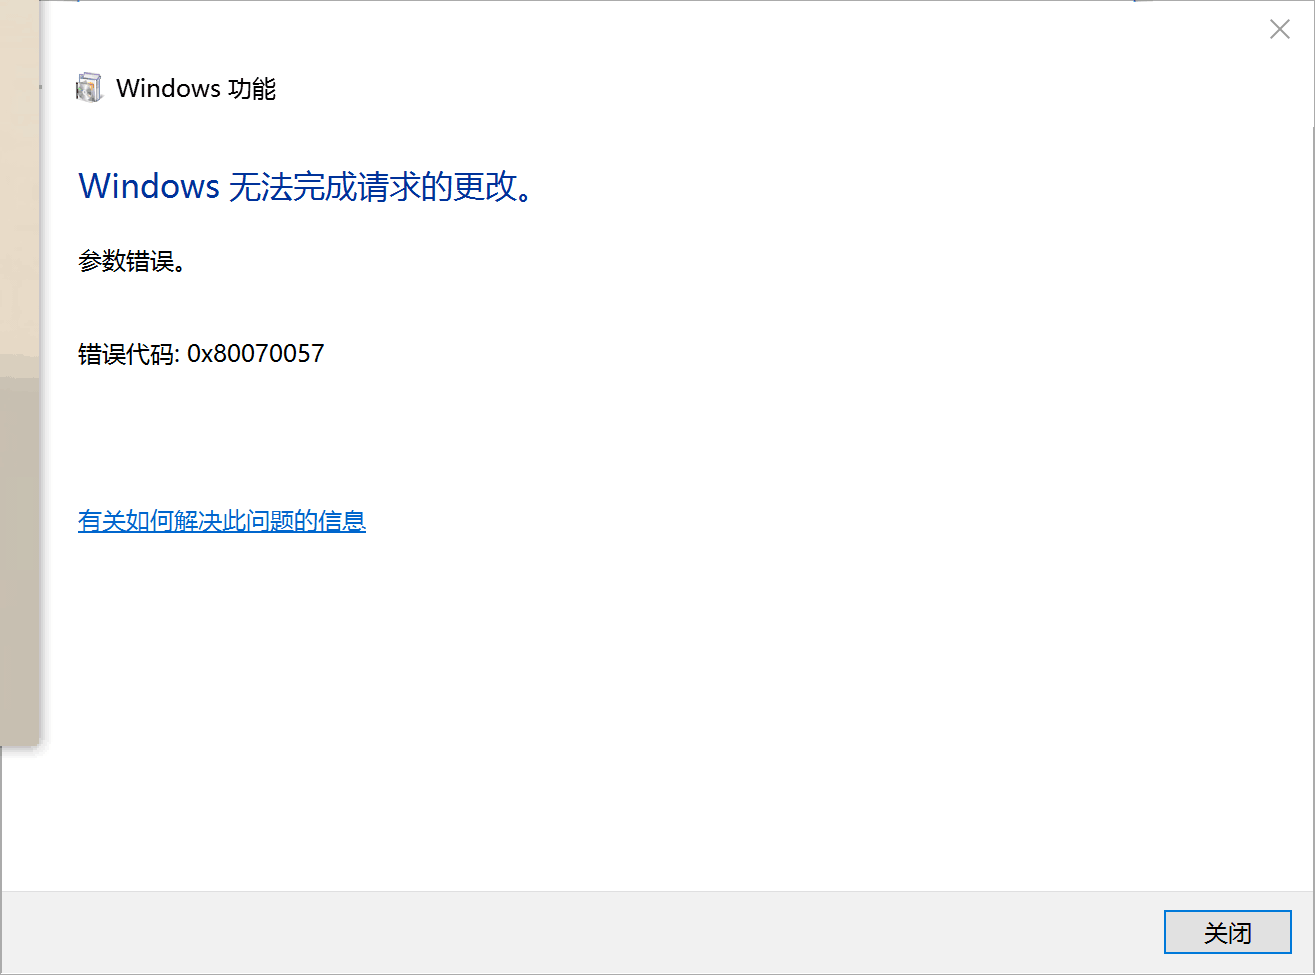 Windows 功能
Windows 无法完成请求的更改。
参数错误。
错误代码: 0x80070057
有关如何解决此问题的信息
关闭